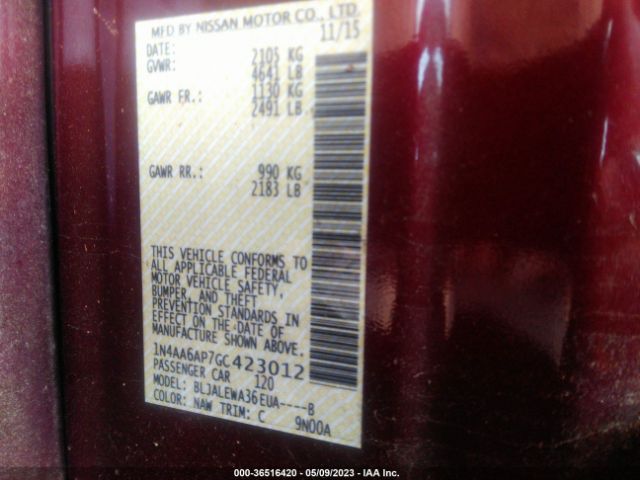 MFD BY NISSAN MOTOR CO., LTD.
DATE: 11/15
GVWR: 2105 KG
4641 LB
GAWR FR.: 1130 KG
2491 LB
GAWR RR.: 990 KG
2183 LB
THIS VEHICLE CONFORMS TO
ALL APPLICABLE FEDERAL
MOTOR VEHICLE SAFETY,
BUMPER, AND THEFT
PREVENTION STANDARDS IN
EFFECT ON THE DATE OF
MANUFACTURE SHOWN ABOVE.
1N4AA6AP7GC423012
PASSENGER CAR 120
MODEL: BLJALEWA36EUA----B
COLOR: NAW TRIM: C 9N00A
000-36516420 - 05/09/2023 - IAA Inc.